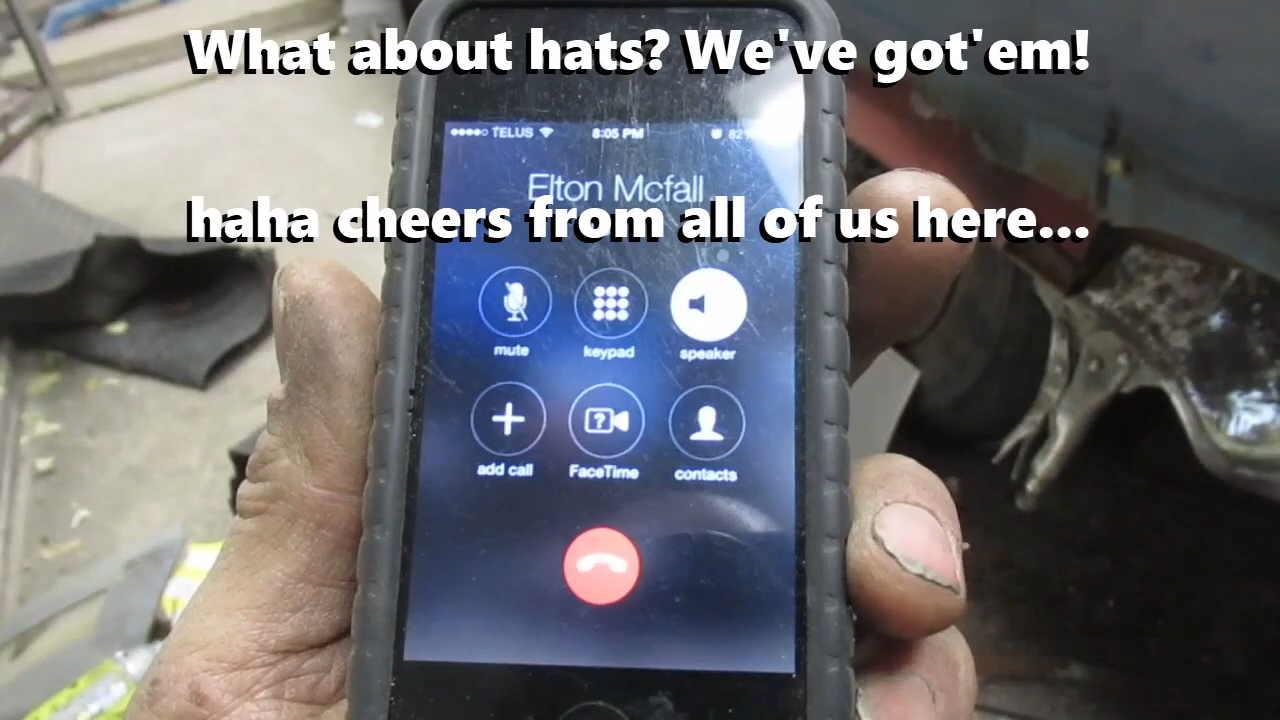 What about hats? We've got'em!
TELUS 8:05 PM 82%
Elton Mcfall
haha cheers from all of us here...
mute keypad speaker
add call FaceTime contacts